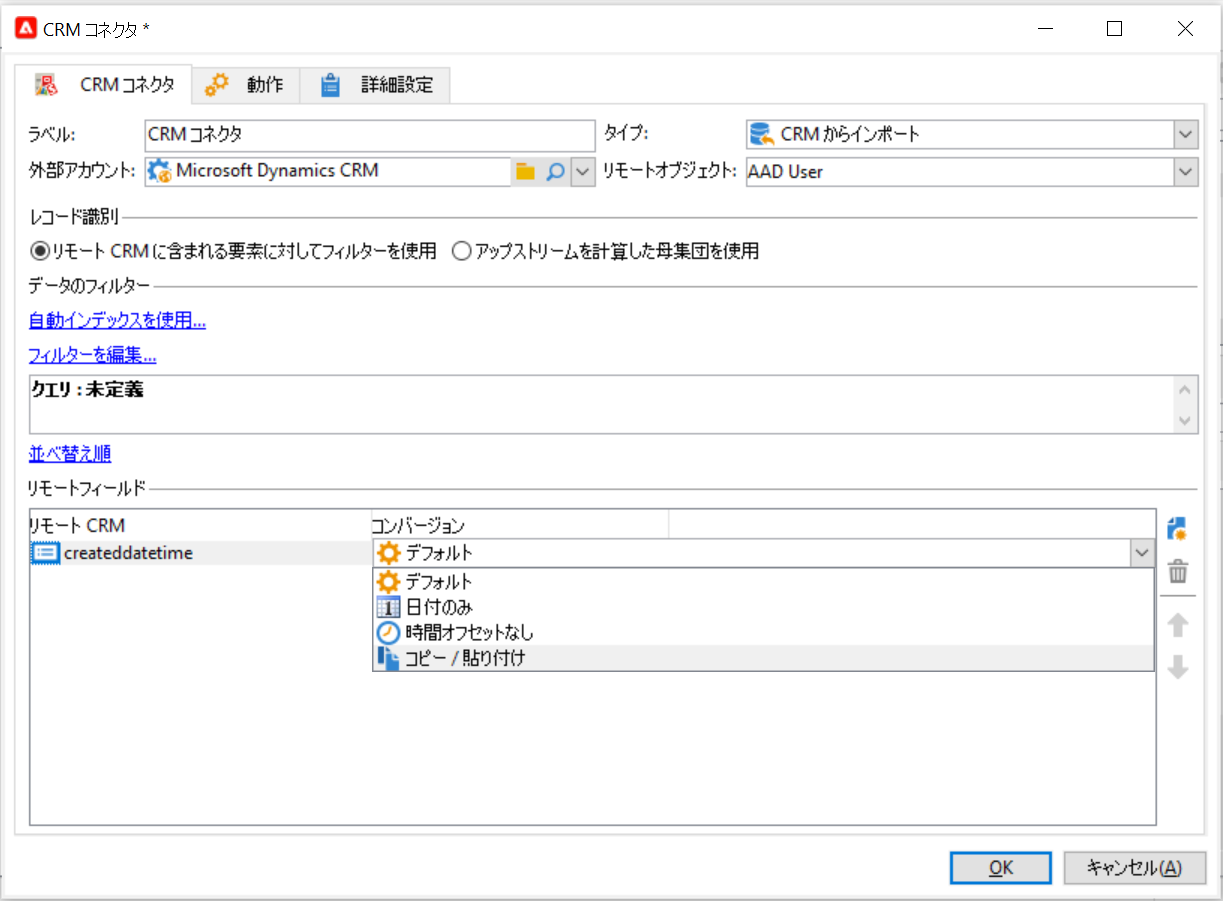 CRM コネクタ *
CRM コネクタ 動作 詳細設定
ラベル: CRM コネクタ タイプ: CRM からインポート
外部アカウント: Microsoft Dynamics CRM リモートオブジェクト: AAD User
レコード識別
リモート CRM に含まれる要素に対してフィルターを使用 アップストリームを計算した母集団を使用
データのフィルター
自動インデックスを使用...
フィルターを編集...
クエリ : 未定義
並べ替え順
リモートフィールド
リモート CRM コンバージョン
createddatetime デフォルト
デフォルト
日付のみ
時間オフセットなし
コピー / 貼り付け
OK キャンセル(A)